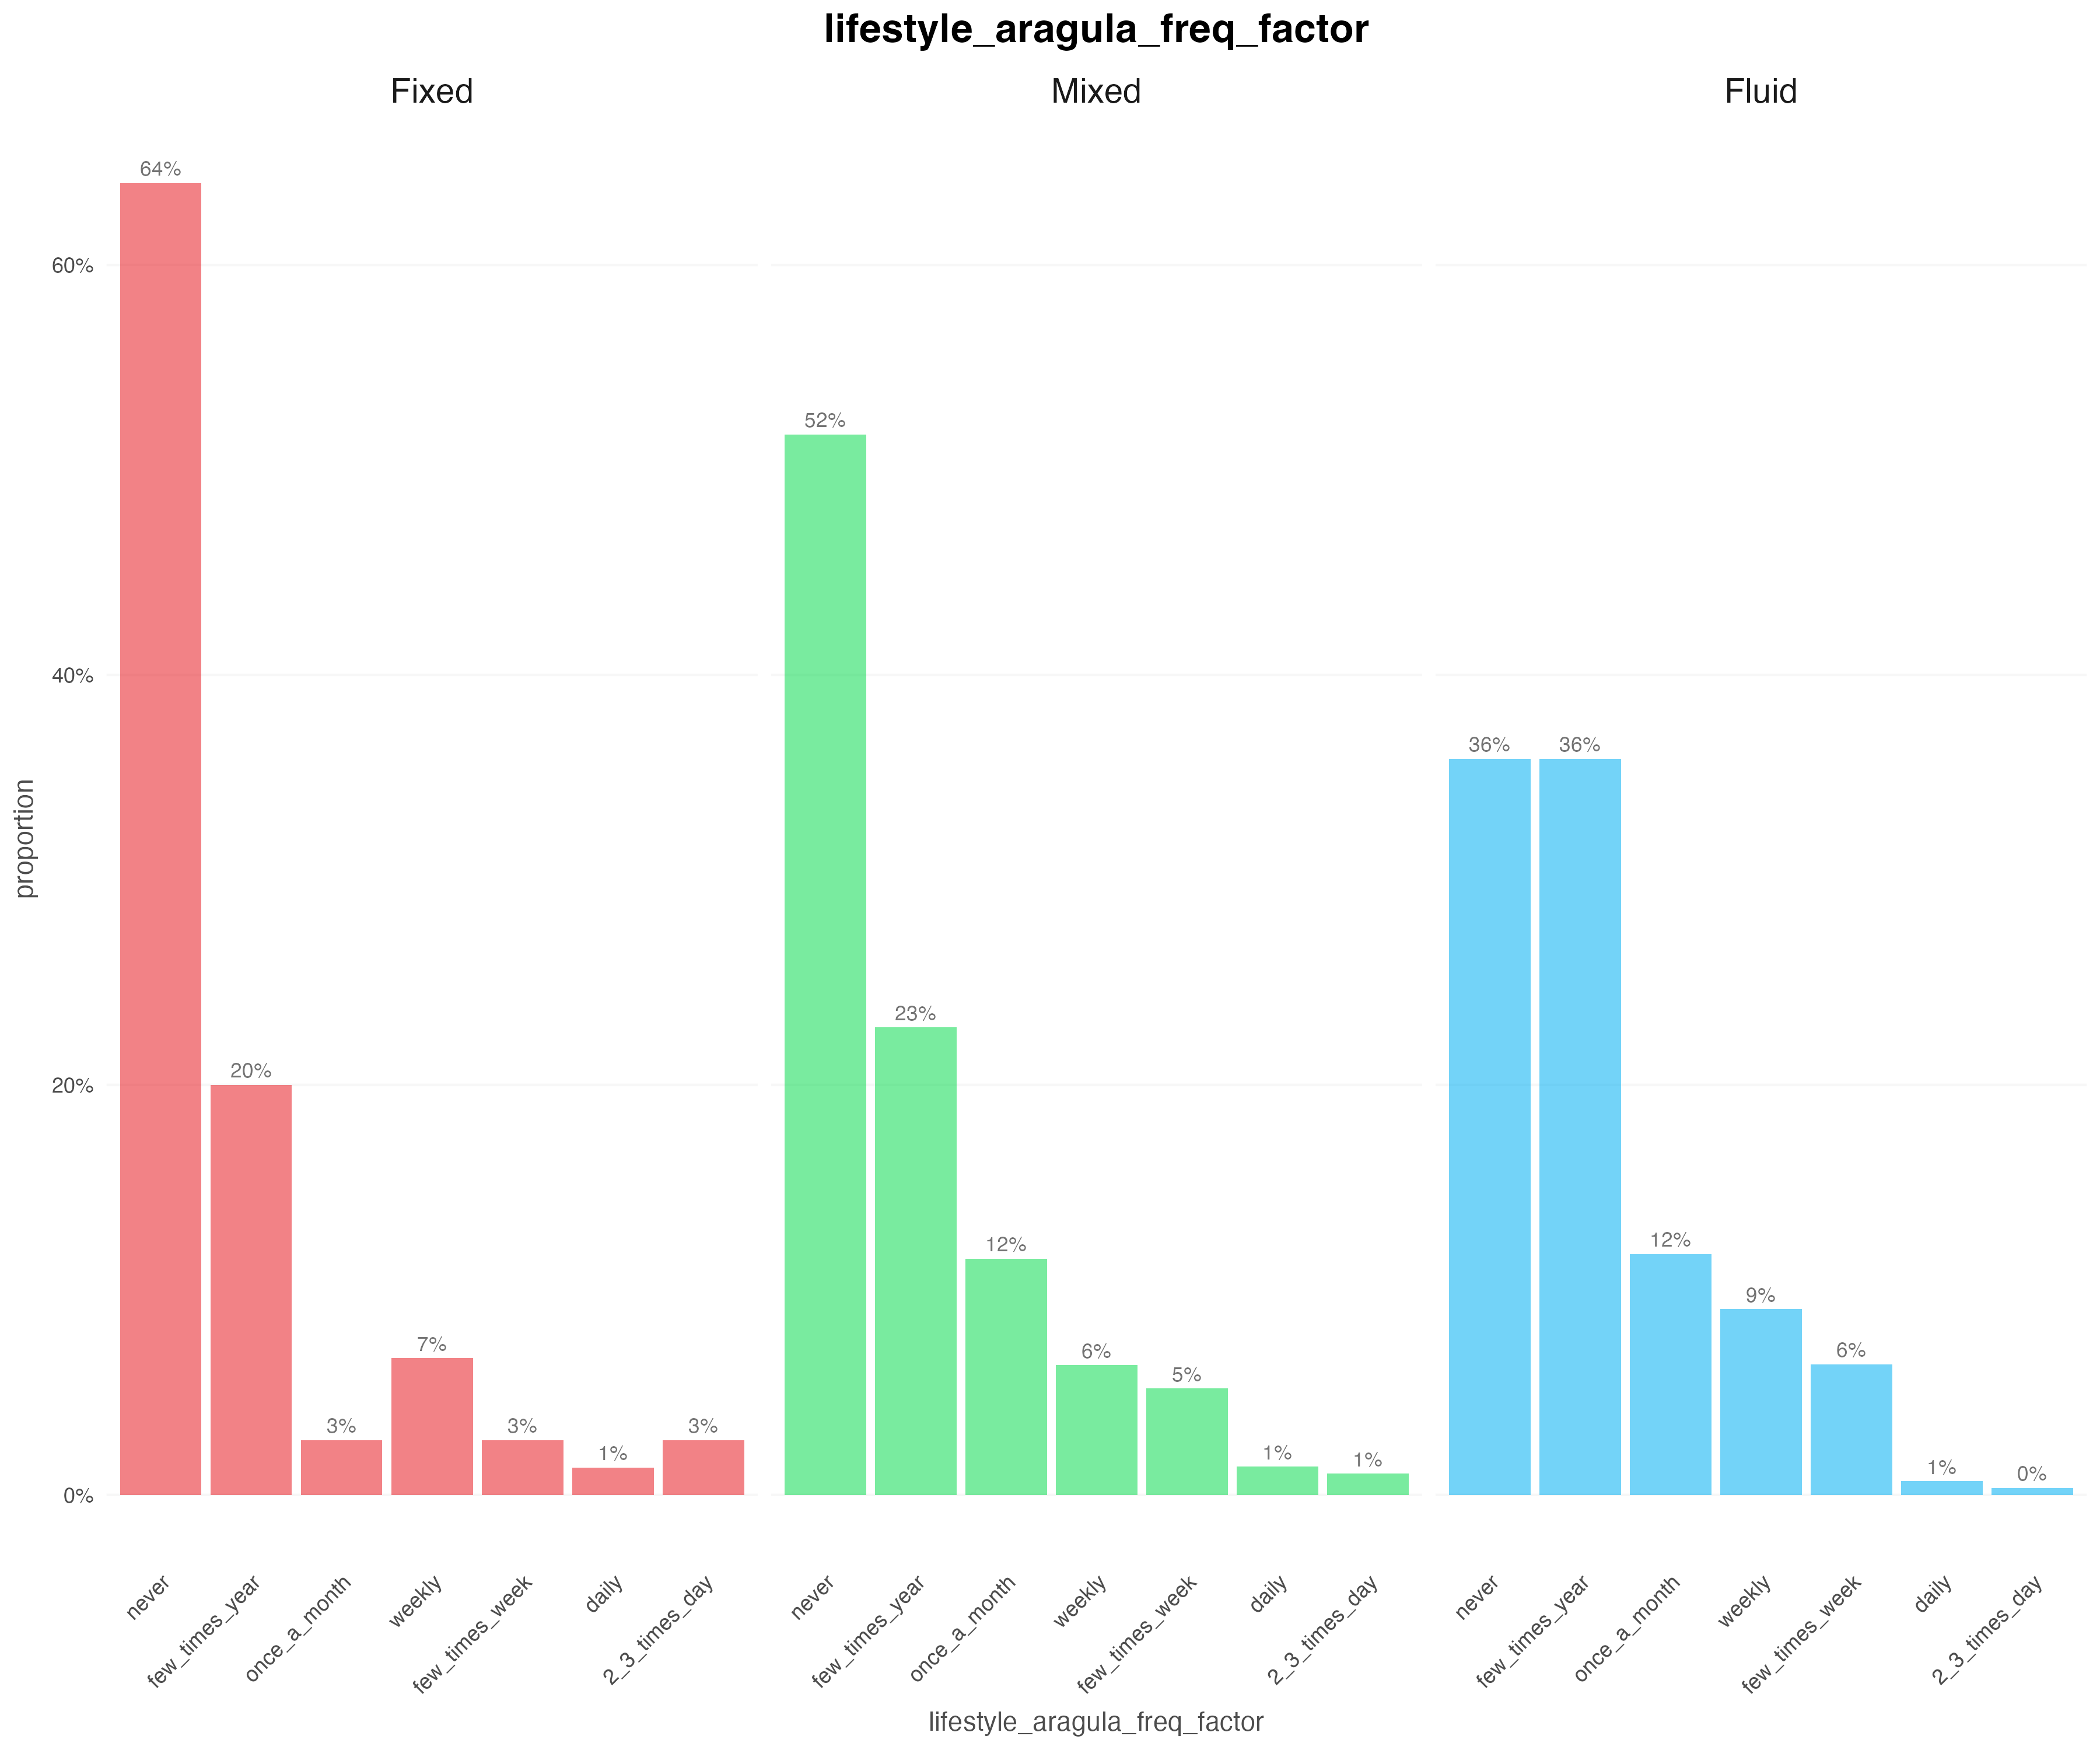 lifestyle_aragula_freq_factor
Fixed
Mixed
Fluid
proportion
60%
40%
20%
0%
64%
20%
3%
7%
3%
1%
3%
52%
23%
12%
6%
5%
1%
1%
36%
36%
12%
9%
6%
1%
0%
never
few_times_year
once_a_month
weekly
few_times_week
daily
2_3_times_day
never
few_times_year
once_a_month
weekly
few_times_week
daily
2_3_times_day
never
few_times_year
once_a_month
weekly
few_times_week
daily
2_3_times_day
lifestyle_aragula_freq_factor